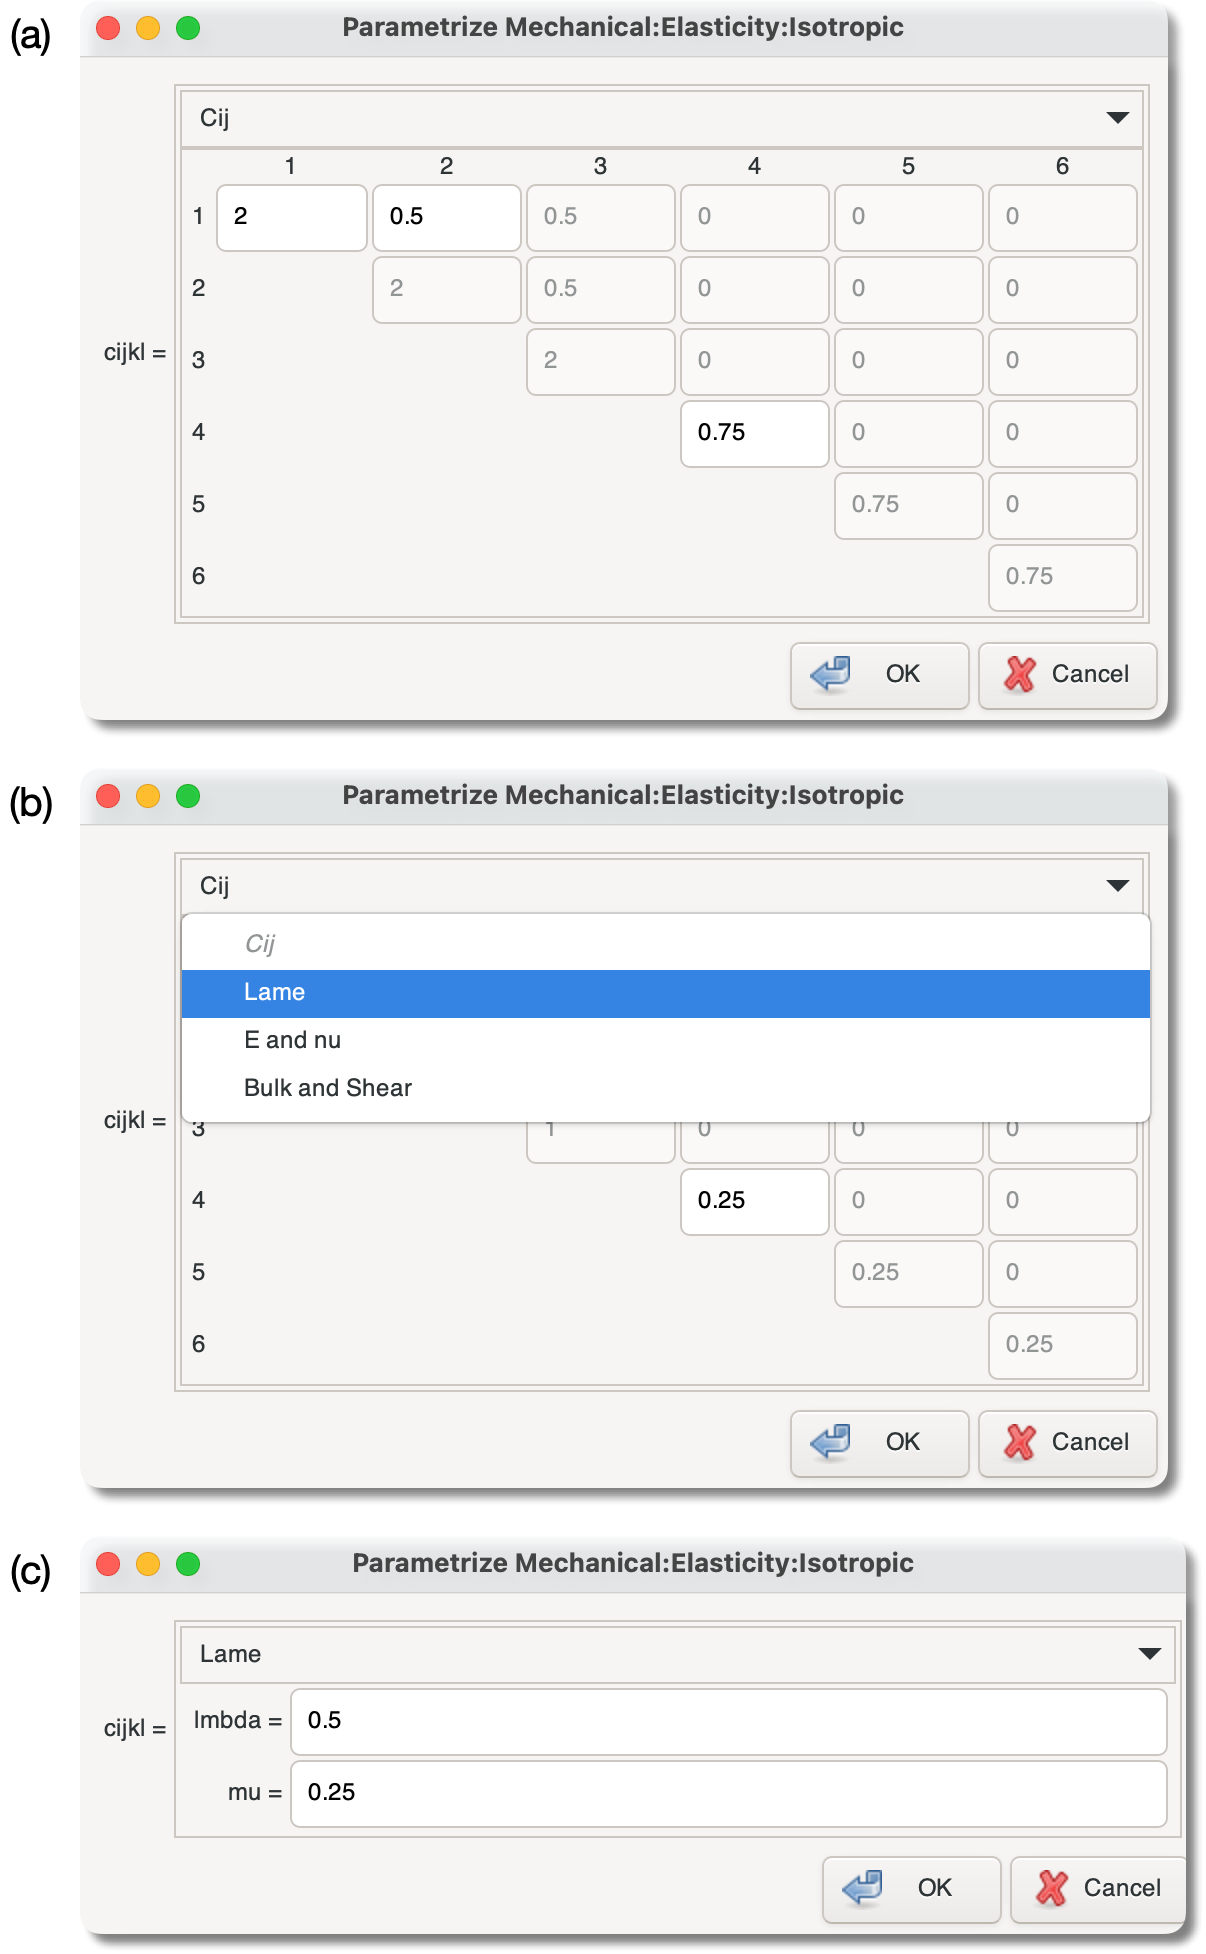 (a)
Parametrize Mechanical:Elasticity:Isotropic
Cij
1 2 3 4 5 6
1 2 0.5 0.5 0 0 0
2 2 0.5 0 0 0
cijkl =
3 2 0 0 0
4 0.75 0 0
5 0.75 0
6 0.75
OK Cancel
(b)
Parametrize Mechanical:Elasticity:Isotropic
Cij
Cij
Lame
E and nu
Bulk and Shear
cijkl =
3 1 0 0 0
4 0.25 0 0
5 0.25 0
6 0.25
OK Cancel
(c)
Parametrize Mechanical:Elasticity:Isotropic
Lame
cijkl =
lmbda = 0.5
mu = 0.25
OK Cancel